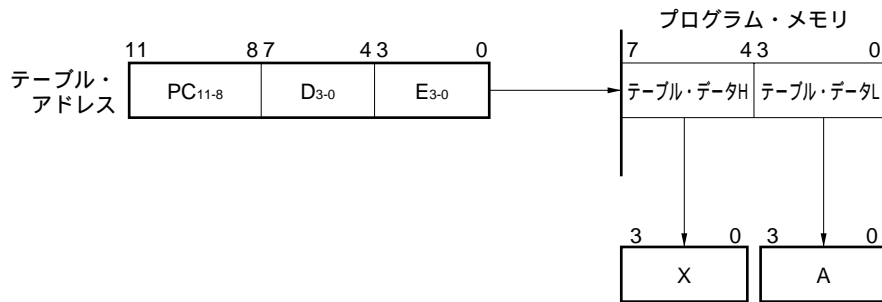 プログラム・メモリ
11 8 7 4 3 0
7 4 3 0
テーブル・
アドレス
PC11-8 D3-0 E3-0
テーブル・データH テーブル・データL
3 0 3 0
X A